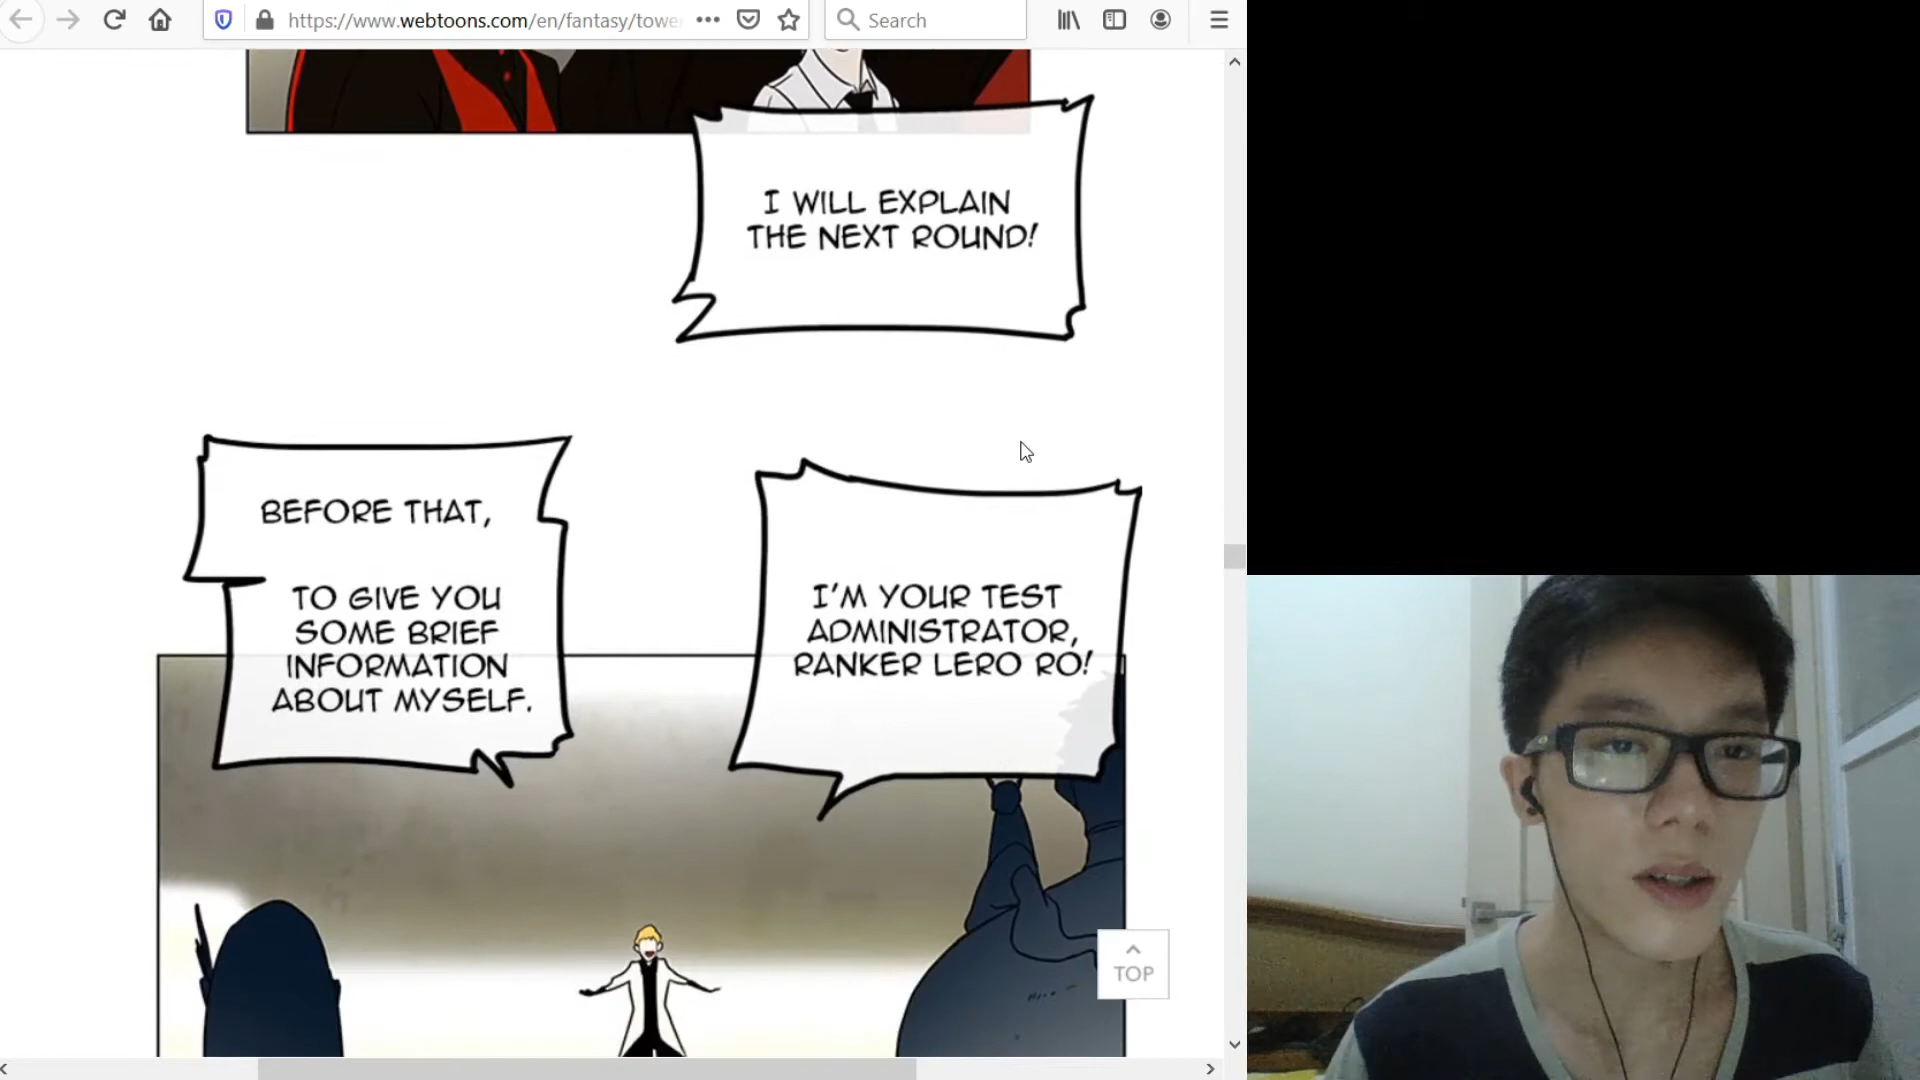 https://www.webtoons.com/en/fantasy/towe
Search
I WILL EXPLAIN
THE NEXT ROUND!
BEFORE THAT,
TO GIVE YOU
SOME BRIEF
INFORMATION
ABOUT MYSELF.
I'M YOUR TEST
ADMINISTRATOR,
RANKER LERO RO!
TOP